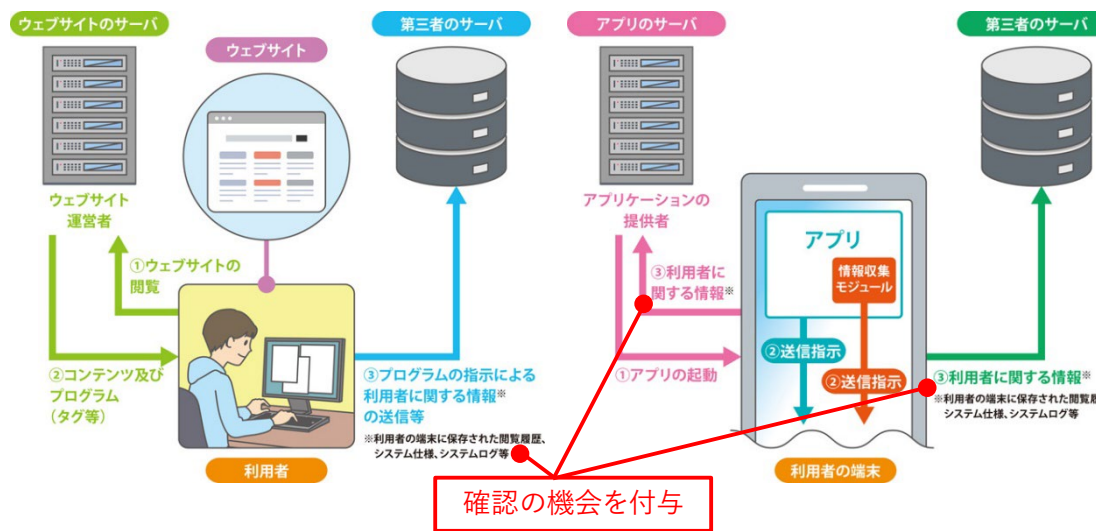 ウェブサイトのサーバ
ウェブサイト
第三者のサーバ
ウェブサイト
運営者
①ウェブサイトの
閲覧
②コンテンツ及び
プログラム
(タグ等)
③プログラムの指示による
利用者に関する情報※
の送信等
※利用者の端末に保存された閲覧履歴、
システム仕様、システムログ等
利用者
アプリのサーバ
第三者のサーバ
アプリケーションの
提供者
アプリ
情報収集
モジュール
③利用者に
関する情報※
②送信指示
②送信指示
①アプリの起動
③利用者に関する情報※
※利用者の端末に保存された閲覧
システム仕様、システムログ等
利用者の端末
確認の機会を付与